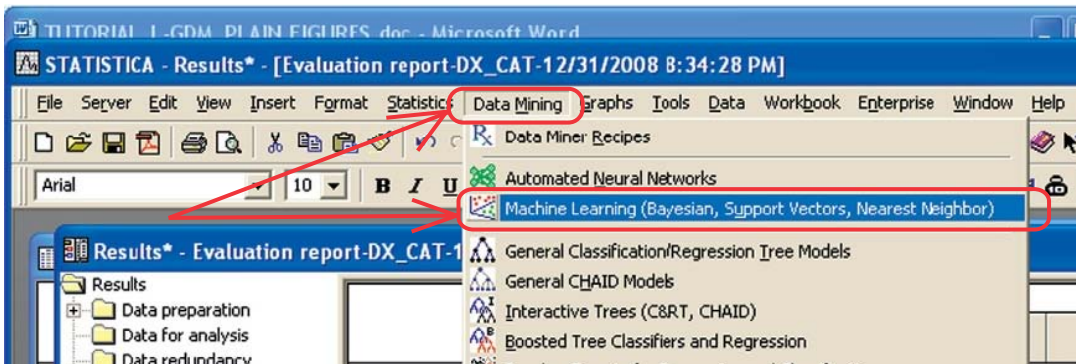 TUTORIAL 1-GDM PLAIN FIGURES.doc - Microsoft Word
STATISTICA - Results* - [Evaluation report-DX_CAT-12/31/2008 8:34:28 PM]
File Server Edit View Insert Format Statistics Data Mining Graphs Tools Data Workbook Enterprise Window Help
Data Miner Recipes
Arial 10 B I U
Automated Neural Networks
Machine Learning (Bayesian, Support Vectors, Nearest Neighbor)
Results* - Evaluation report-DX_CAT-1
General Classification/Regression Tree Models
Results
General CHAID Models
Data preparation
Interactive Trees (C&RT, CHAID)
Data for analysis
Boosted Tree Classifiers and Regression
Data redundancy